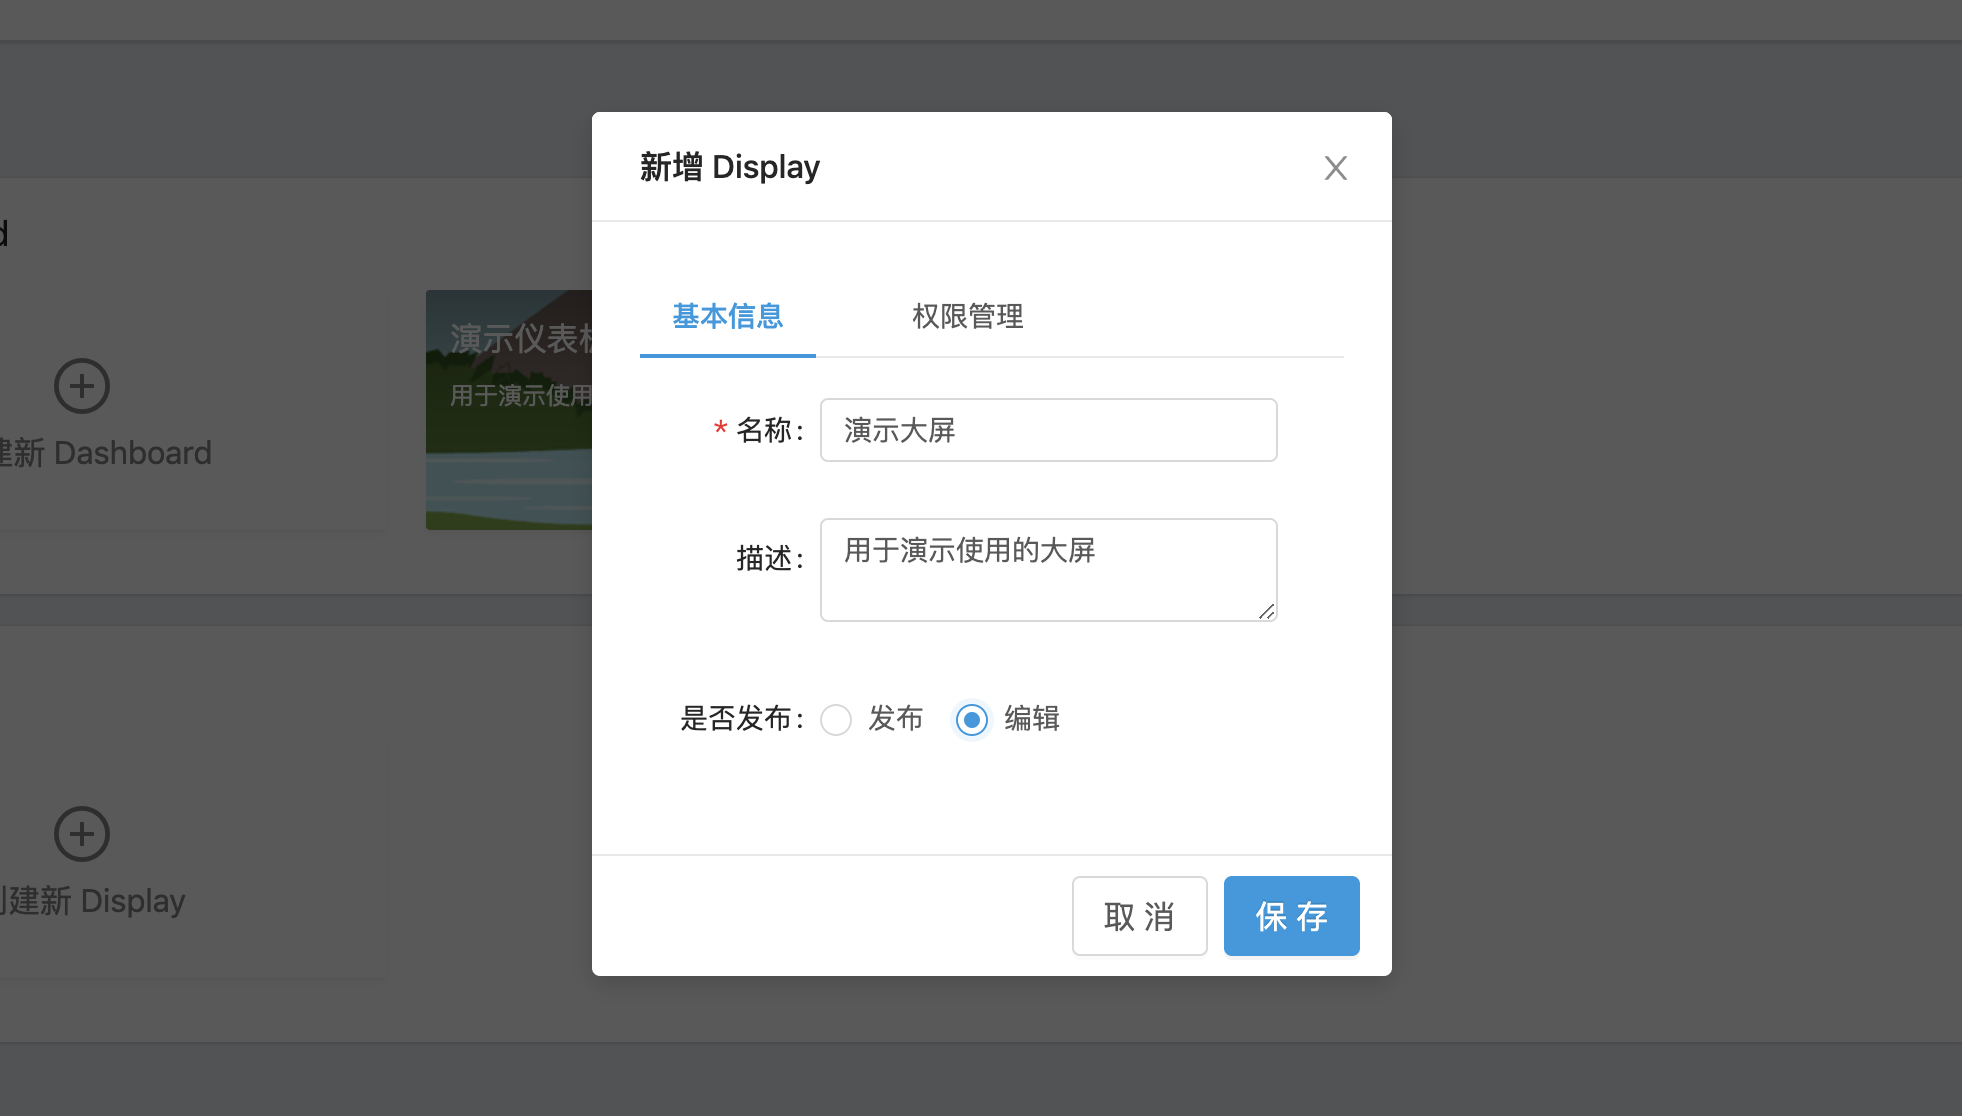 新增 Display
基本信息
权限管理
* 名称:
演示大屏
描述:
用于演示使用的大屏
是否发布:
发布
编辑
取 消
保 存
d
建新 Dashboard
演示仪表板
用于演示使用
创建新 Display